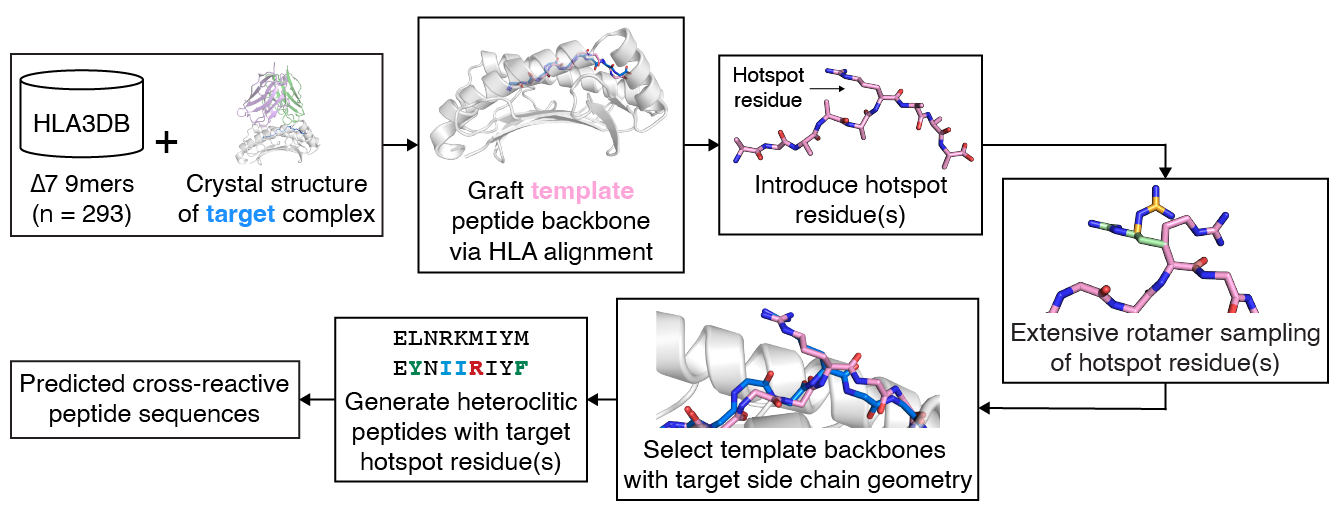 HLA3DB
+
Δ7 9mers
(n = 293)
Crystal structure
of target complex
Graft template
peptide backbone
via HLA alignment
Hotspot
residue
Introduce hotspot
residue(s)
Extensive rotamer sampling
of hotspot residue(s)
Select template backbones
with target side chain geometry
ELNRKMIYM
EYNIIRIYF
Generate heteroclitic
peptides with target
hotspot residue(s)
Predicted cross-reactive
peptide sequences